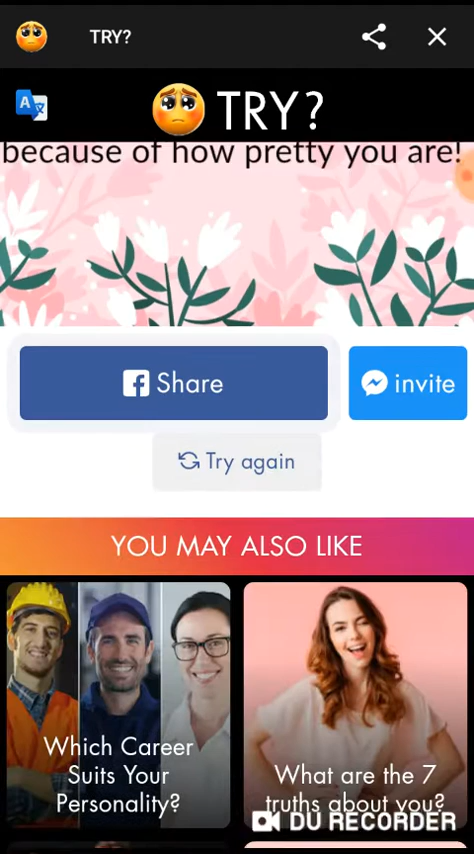 TRY?
TRY?
because of how pretty you are!
Share
invite
Try again
YOU MAY ALSO LIKE
Which Career
Suits Your
Personality?
What are the 7
truths about you?
DU RECORDER